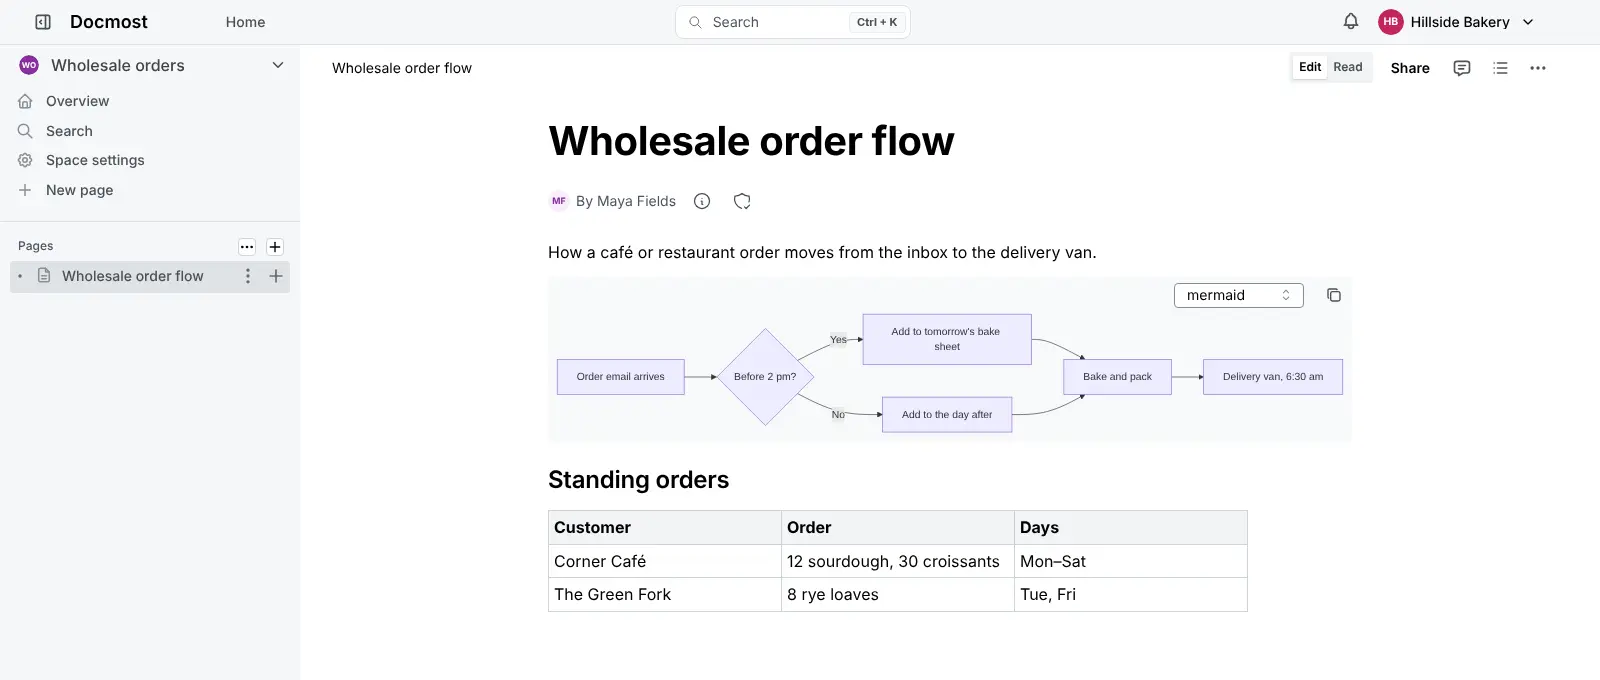 Docmost
Home
Search
Ctrl + K
HB
Hillside Bakery
WO
Wholesale orders
Overview
Search
Space settings
New page
Pages
Wholesale order flow
Wholesale order flow
Edit
Read
Share
Wholesale order flow
MF
By Maya Fields
How a café or restaurant order moves from the inbox to the delivery van.
mermaid
Order email arrives
Before 2 pm?
Yes
Add to tomorrow's bake
sheet
No
Add to the day after
Bake and pack
Delivery van, 6:30 am
Standing orders
Customer Order Days
Corner Café 12 sourdough, 30 croissants Mon–Sat
The Green Fork 8 rye loaves Tue, Fri